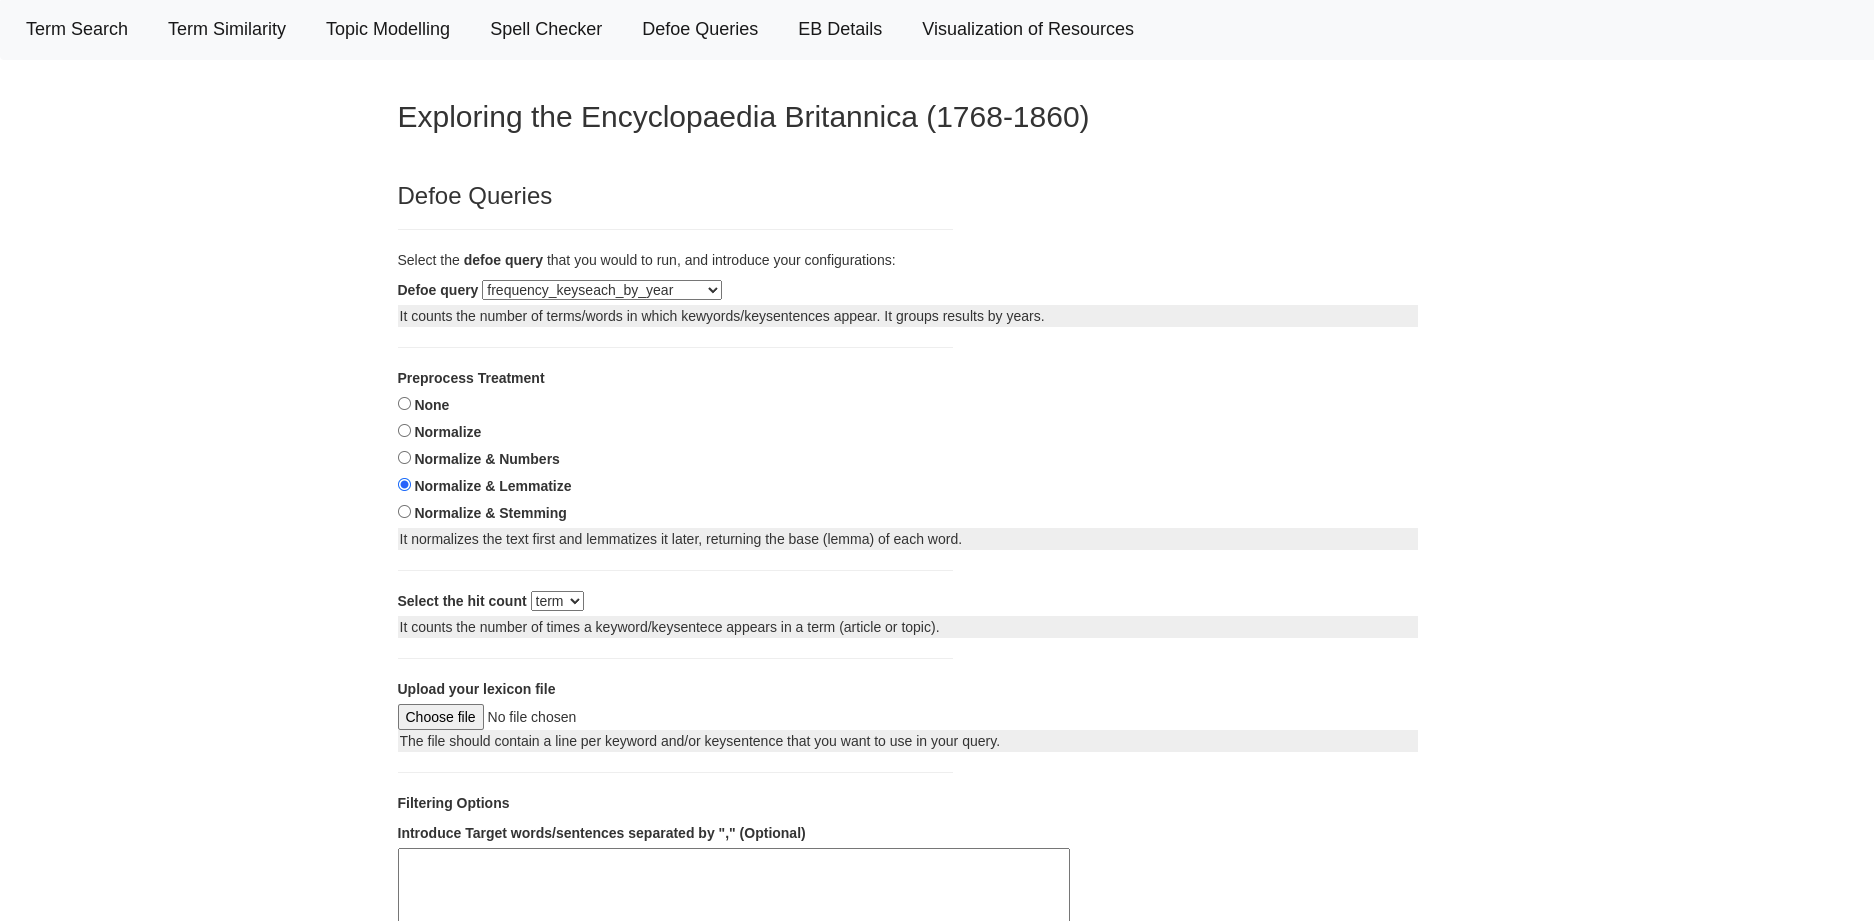 Term Search Term Similarity Topic Modelling Spell Checker Defoe Queries EB Details Visualization of Resources
Exploring the Encyclopaedia Britannica (1768-1860)
Defoe Queries
Select the defoe query that you would to run, and introduce your configurations:
Defoe query frequency_keyseach_by_year
It counts the number of terms/words in which kewyords/keysentences appear. It groups results by years.
Preprocess Treatment
None
Normalize
Normalize & Numbers
Normalize & Lemmatize
Normalize & Stemming
It normalizes the text first and lemmatizes it later, returning the base (lemma) of each word.
Select the hit count term
It counts the number of times a keyword/keysentece appears in a term (article or topic).
Upload your lexicon file
Choose file No file chosen
The file should contain a line per keyword and/or keysentence that you want to use in your query.
Filtering Options
Introduce Target words/sentences separated by "," (Optional)